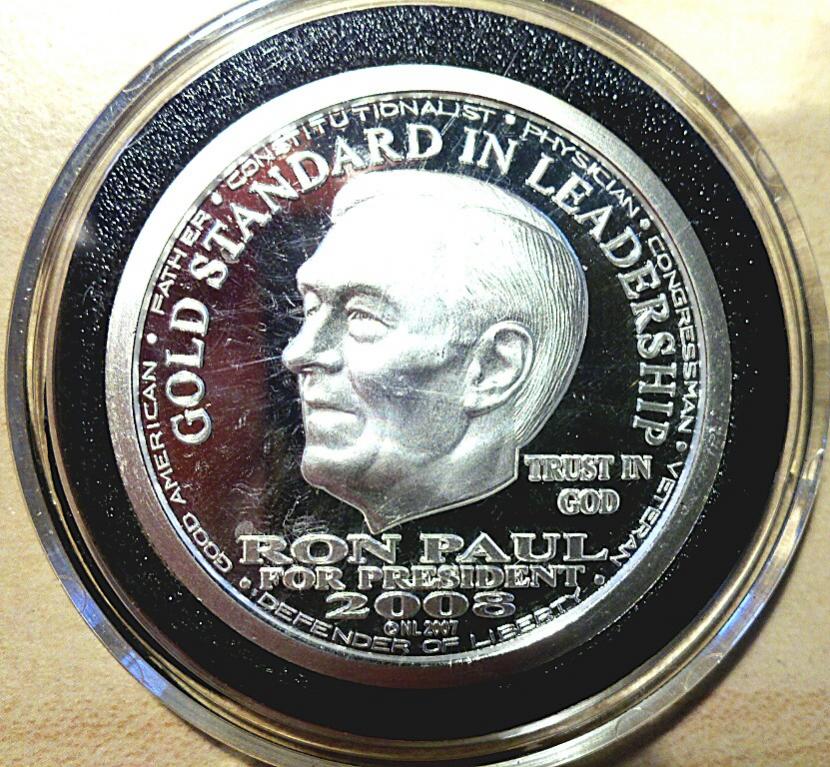 GOOD AMERICAN • FATHER • CONSTITUTIONALIST • PHYSICIAN • CONGRESSMAN • VETERAN •
GOLD STANDARD IN LEADERSHIP
TRUST IN
GOD
RON PAUL
FOR PRESIDENT
2008
©NL 2007
• DEFENDER OF LIBERTY